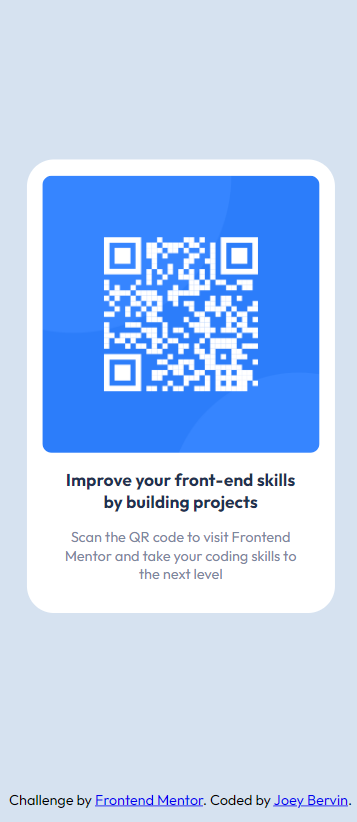 Improve your front-end skills
by building projects
Scan the QR code to visit Frontend
Mentor and take your coding skills to
the next level
Challenge by Frontend Mentor. Coded by Joey Bervin.